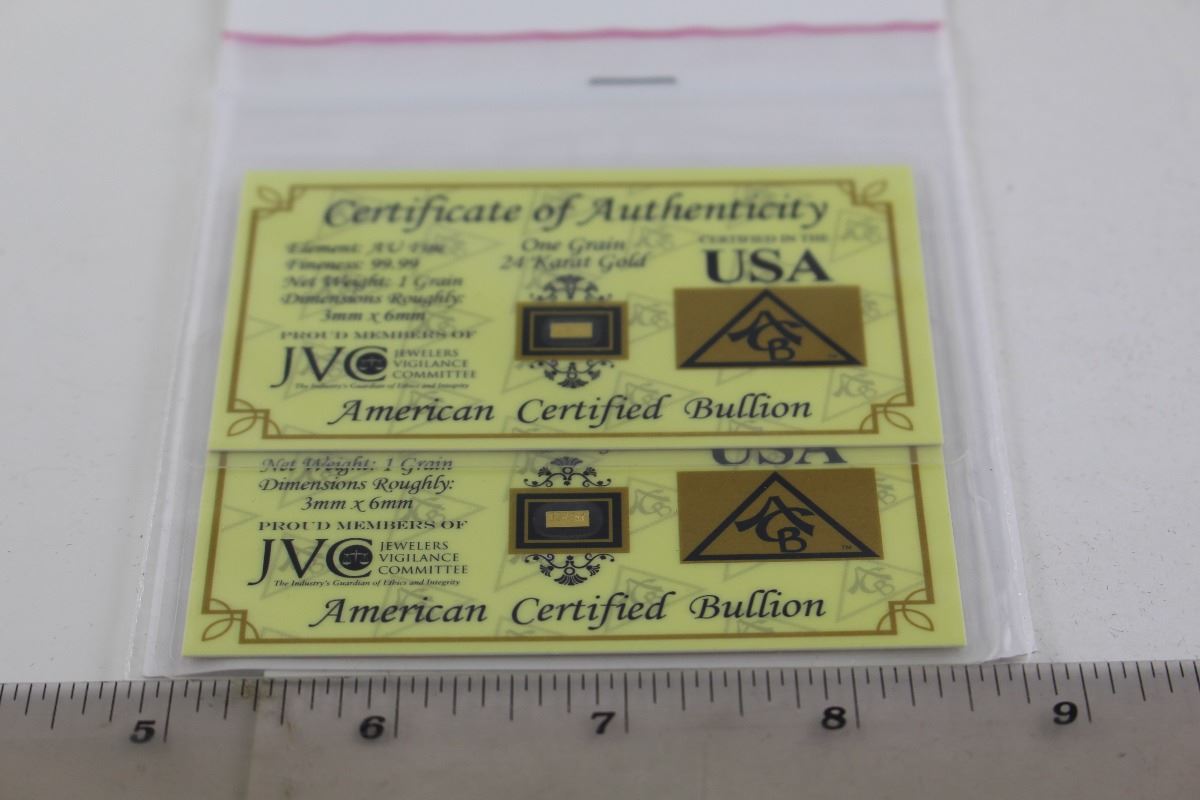 Certificate of Authenticity
Element: AU Fine
Fineness: 99.99
Net Weight: 1 Grain
Dimensions Roughly:
3mm x 6mm
PROUD MEMBERS OF
JVC JEWELERS
VIGILANCE
COMMITTEE
The Industry's Guardian of Ethics and Integrity
One Grain
24 Karat Gold
CERTIFIED IN THE
USA
ACB
TM
American Certified Bullion
Net Weight: 1 Grain
Dimensions Roughly:
3mm x 6mm
PROUD MEMBERS OF
JVC JEWELERS
VIGILANCE
COMMITTEE
The Industry's Guardian of Ethics and Integrity
USA
ACB
TM
American Certified Bullion
5 6 7 8 9